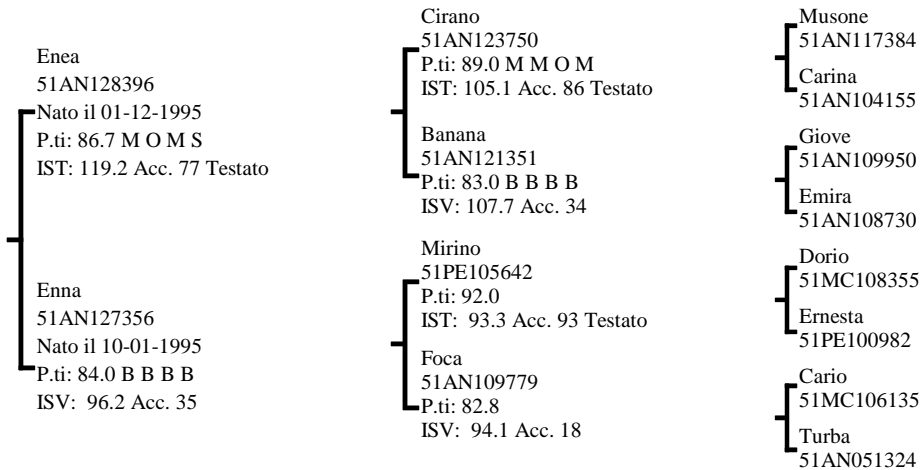 Enea
51AN128396
Nato il 01-12-1995
P.ti: 86.7 M O M S
IST: 119.2 Acc. 77 Testato
Enna
51AN127356
Nato il 10-01-1995
P.ti: 84.0 B B B B
ISV:  96.2 Acc. 35
Cirano
51AN123750
P.ti: 89.0 M M O M
IST: 105.1 Acc. 86 Testato
Banana
51AN121351
P.ti: 83.0 B B B B
ISV: 107.7 Acc. 34
Mirino
51PE105642
P.ti: 92.0
IST:  93.3 Acc. 93 Testato
Foca
51AN109779
P.ti: 82.8
ISV:  94.1 Acc. 18
Musone
51AN117384
Carina
51AN104155
Giove
51AN109950
Emira
51AN108730
Dorio
51MC108355
Ernesta
51PE100982
Cario
51MC106135
Turba
51AN051324